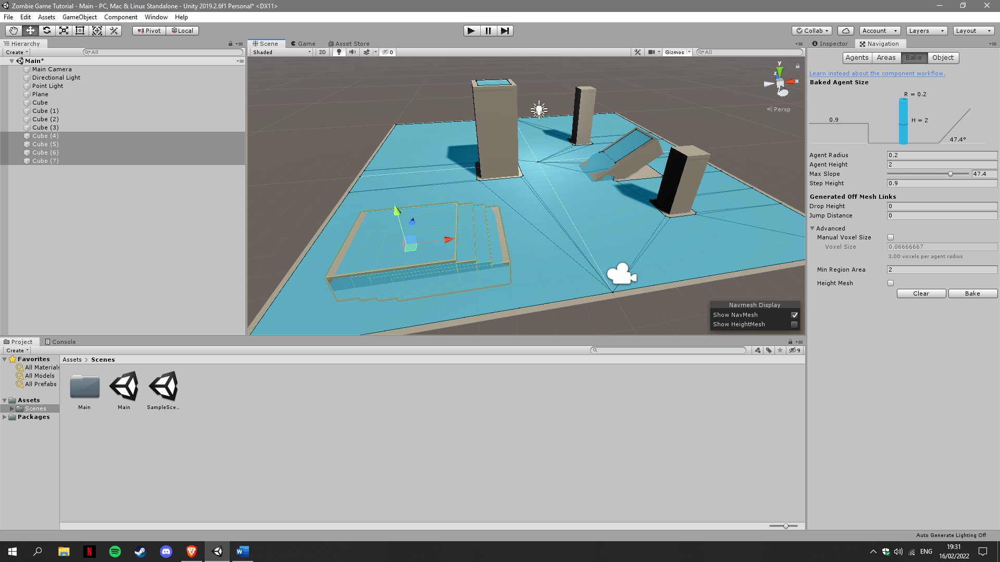 Zombie Game Tutorial - Main - PC, Mac & Linux Standalone - Unity 2019.2.6f1 Personal* <DX11>
File Edit Assets GameObject Component Window Help
Pivot Local Collab Account Layers Layout
Hierarchy
Create All
Main*
Main Camera
Directional Light
Point Light
Plane
Cube
Cube (1)
Cube (2)
Cube (3)
Cube (4)
Cube (5)
Cube (6)
Cube (7)
Scene Game Asset Store
Shaded 2D 0 Gizmos All
y
z
x
Persp
Navmesh Display
Show NavMesh
Show HeightMesh
Inspector Navigation
Agents Areas Bake Object
Learn instead about the component workflow.
Baked Agent Size
R = 0.2
0.9
H = 2
47.4°
Agent Radius 0.2
Agent Height 2
Max Slope 47.4
Step Height 0.9
Generated Off Mesh Links
Drop Height 0
Jump Distance 0
Advanced
Manual Voxel Size
Voxel Size 0.06666667
3.00 voxels per agent radius
Min Region Area 2
Height Mesh
Clear Bake
Project Console
Create 9
Favorites
All Materials
All Models
All Prefabs
Assets
Scenes
Packages
Assets > Scenes
Main Main SampleSce...
Auto Generate Lighting Off
ENG
19:31
16/02/2022